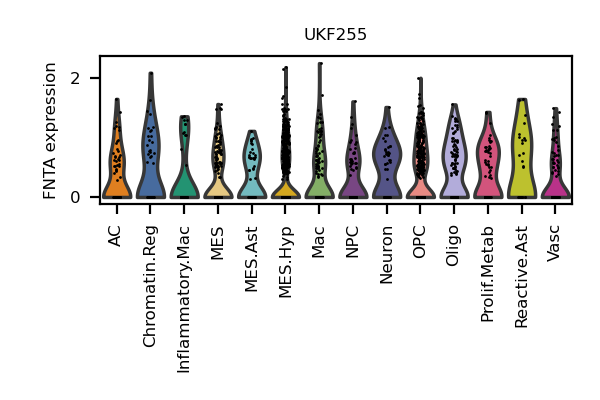 UKF255
FNTA expression
2
0
AC
Chromatin.Reg
Inflammatory.Mac
MES
MES.Ast
MES.Hyp
Mac
NPC
Neuron
OPC
Oligo
Prolif.Metab
Reactive.Ast
Vasc